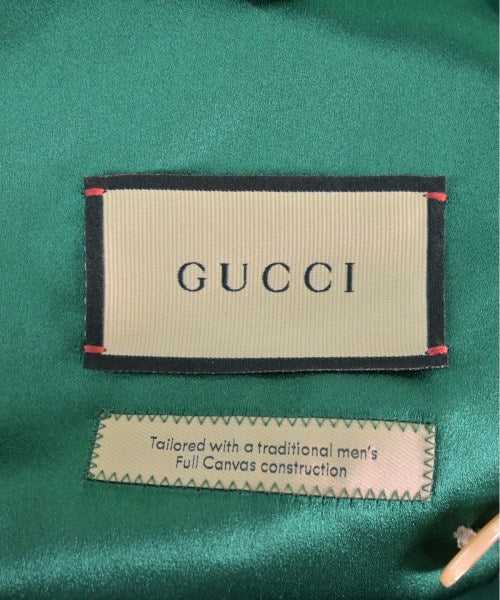 GUCCI
Tailored with a traditional men's
Full Canvas construction